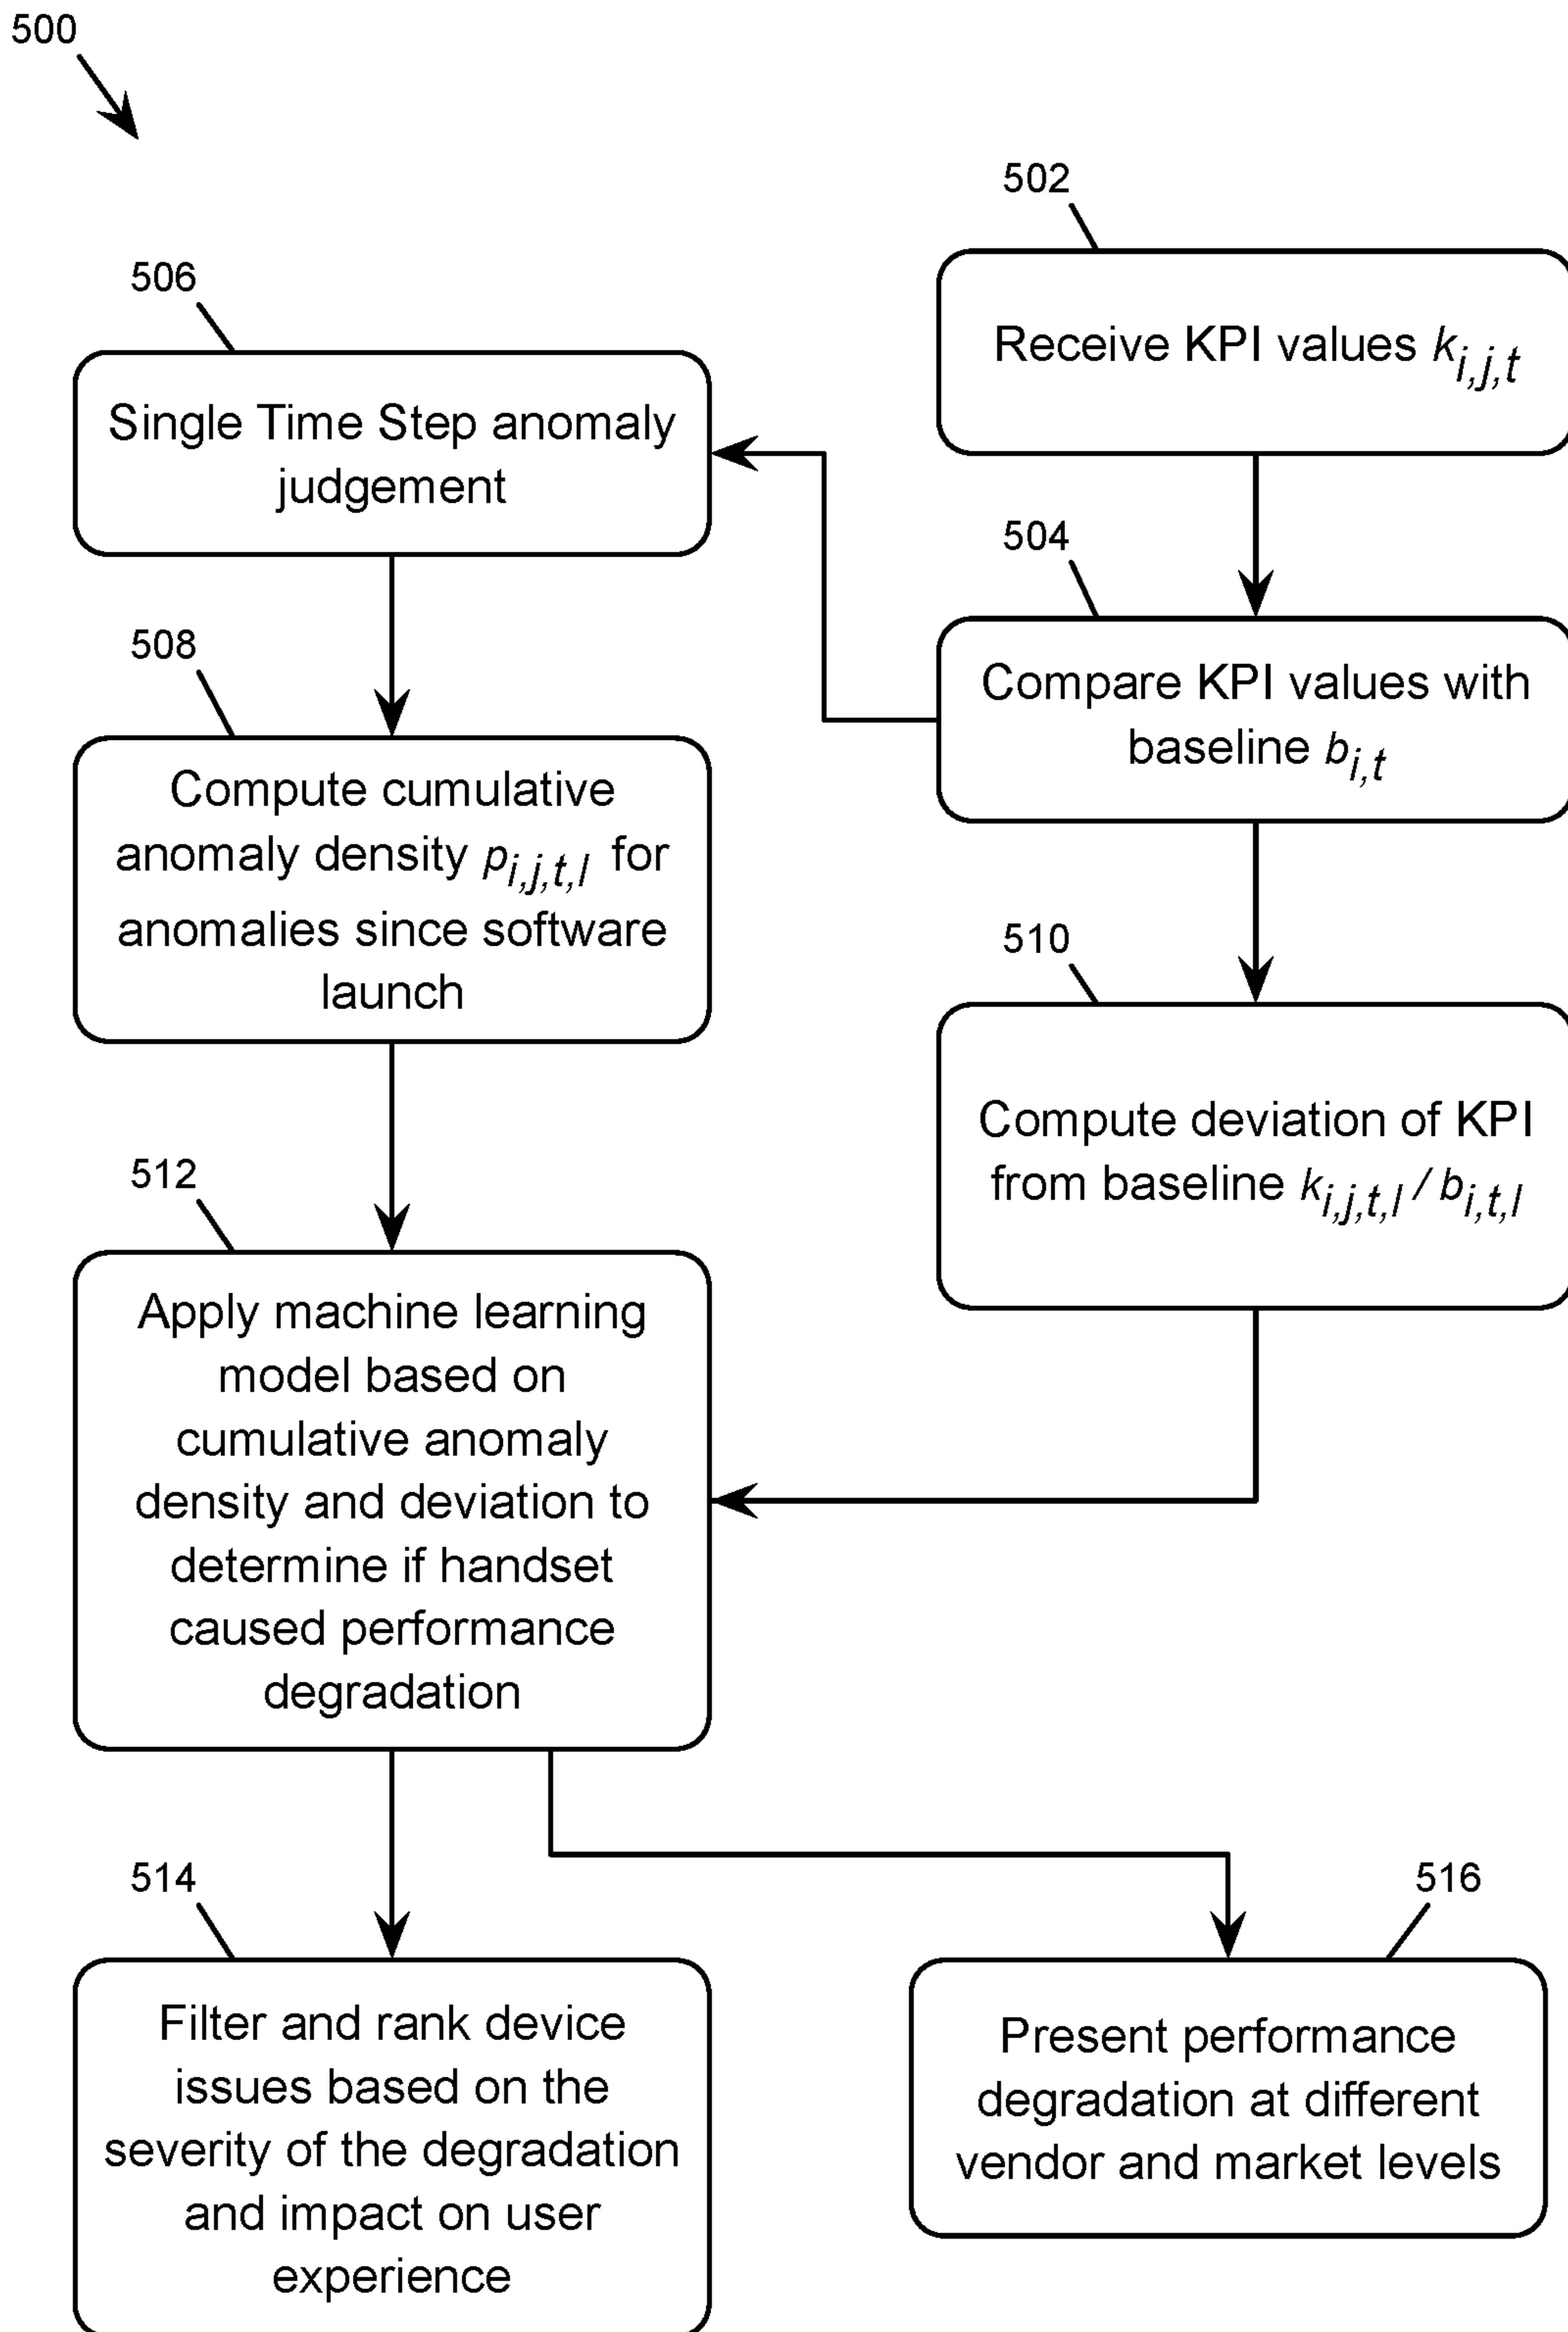 500
502
Receive KPI values k_{i,j,t}
506
Single Time Step anomaly
judgement
504
Compare KPI values with
baseline b_{i,t}
508
Compute cumulative
anomaly density p_{i,j,t,l} for
anomalies since software
launch
510
Compute deviation of KPI
from baseline k_{i,j,t,l} / b_{i,t,l}
512
Apply machine learning
model based on
cumulative anomaly
density and deviation to
determine if handset
caused performance
degradation
514
Filter and rank device
issues based on the
severity of the degradation
and impact on user
experience
516
Present performance
degradation at different
vendor and market levels